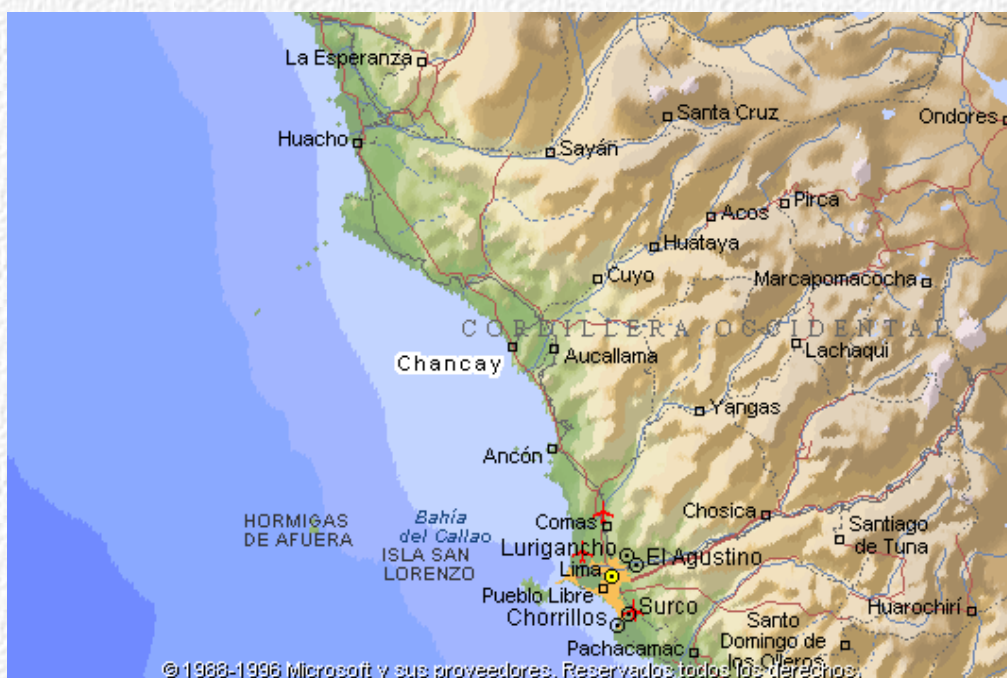 La Esperanza
Santa Cruz
Ondores
Huacho
Sayán
Pirca
Acos
Huataya
Cuyo
Marcapomacocha
CORDILLERA OCCIDENTAL
Chancay
Aucallama
Lachaqui
Yangas
Ancón
Chosica
HORMIGAS
DE AFUERA
Bahía
del Callao
Comas
Santiago
de Tuna
ISLA SAN
LORENZO
Lurigancho
El Agustino
Lima
Pueblo Libre
Surco
Huarochirí
Chorrillos
Santo
Domingo de
los Olleros
Pachacamac
© 1988-1996 Microsoft y sus proveedores. Reservados todos los derechos.